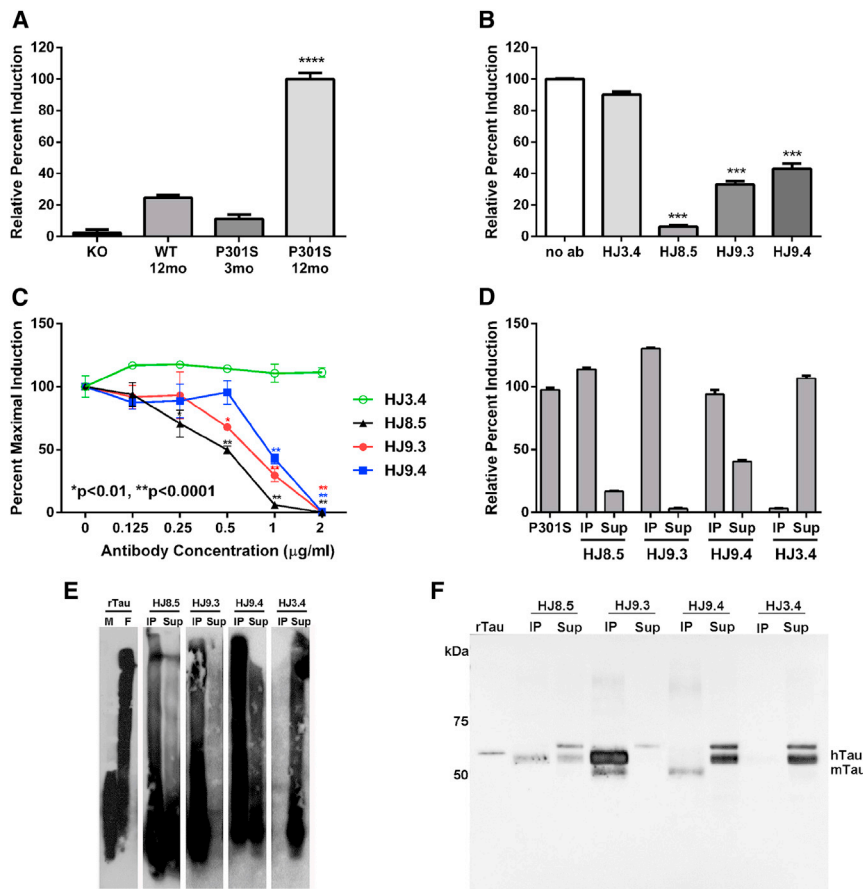 A
Relative Percent Induction
120
100
80
60
40
20
0
****
KO
WT
12mo
P301S
3mo
P301S
12mo
B
Relative Percent Induction
120
100
80
60
40
20
0
***
***
***
no ab
HJ3.4
HJ8.5
HJ9.3
HJ9.4
C
Percent Maximal Induction
150
100
50
0
*
*
**
**
**
**
**
**
**
*p<0.01, **p<0.0001
0
0.125
0.25
0.5
1
2
Antibody Concentration (μg/ml)
HJ3.4
HJ8.5
HJ9.3
HJ9.4
D
Relative Percent Induction
150
100
50
0
P301S
IP Sup
IP Sup
IP Sup
IP Sup
HJ8.5
HJ9.3
HJ9.4
HJ3.4
E
rTau HJ8.5 HJ9.3 HJ9.4 HJ3.4
M F IP Sup IP Sup IP Sup IP Sup
F
HJ8.5 HJ9.3 HJ9.4 HJ3.4
rTau IP Sup IP Sup IP Sup IP Sup
kDa
75
50
hTau
mTau